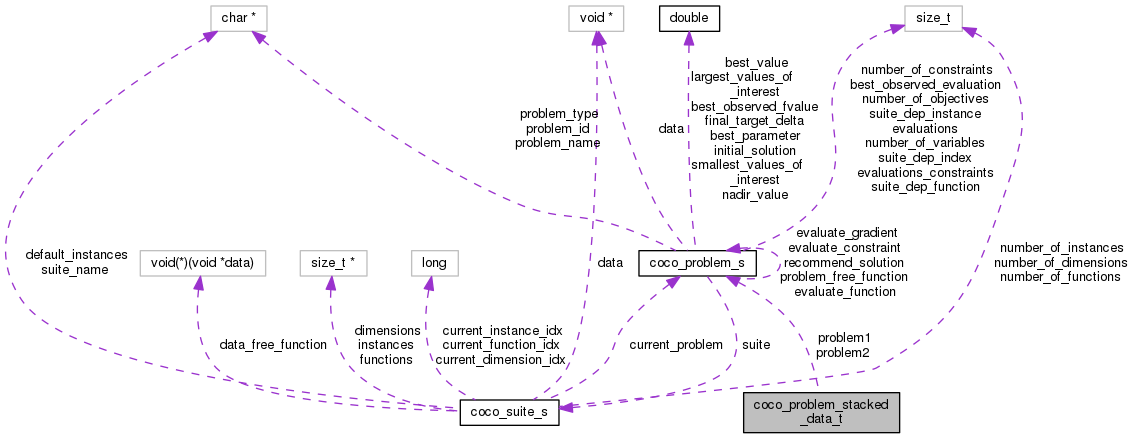 char *
void *
double
size_t
best_value
largest_values_of
_interest
best_observed_fvalue
final_target_delta
best_parameter
initial_solution
smallest_values_of
_interest
nadir_value
number_of_constraints
best_observed_evaluation
number_of_objectives
suite_dep_instance
evaluations
number_of_variables
suite_dep_index
evaluations_constraints
suite_dep_function
problem_type
problem_id
problem_name
data
default_instances
suite_name
void(*)(void *data)
size_t *
long
data
coco_problem_s
evaluate_gradient
evaluate_constraint
recommend_solution
problem_free_function
evaluate_function
number_of_instances
number_of_dimensions
number_of_functions
data_free_function
dimensions
instances
functions
current_instance_idx
current_function_idx
current_dimension_idx
current_problem
suite
problem1
problem2
coco_suite_s
coco_problem_stacked
_data_t